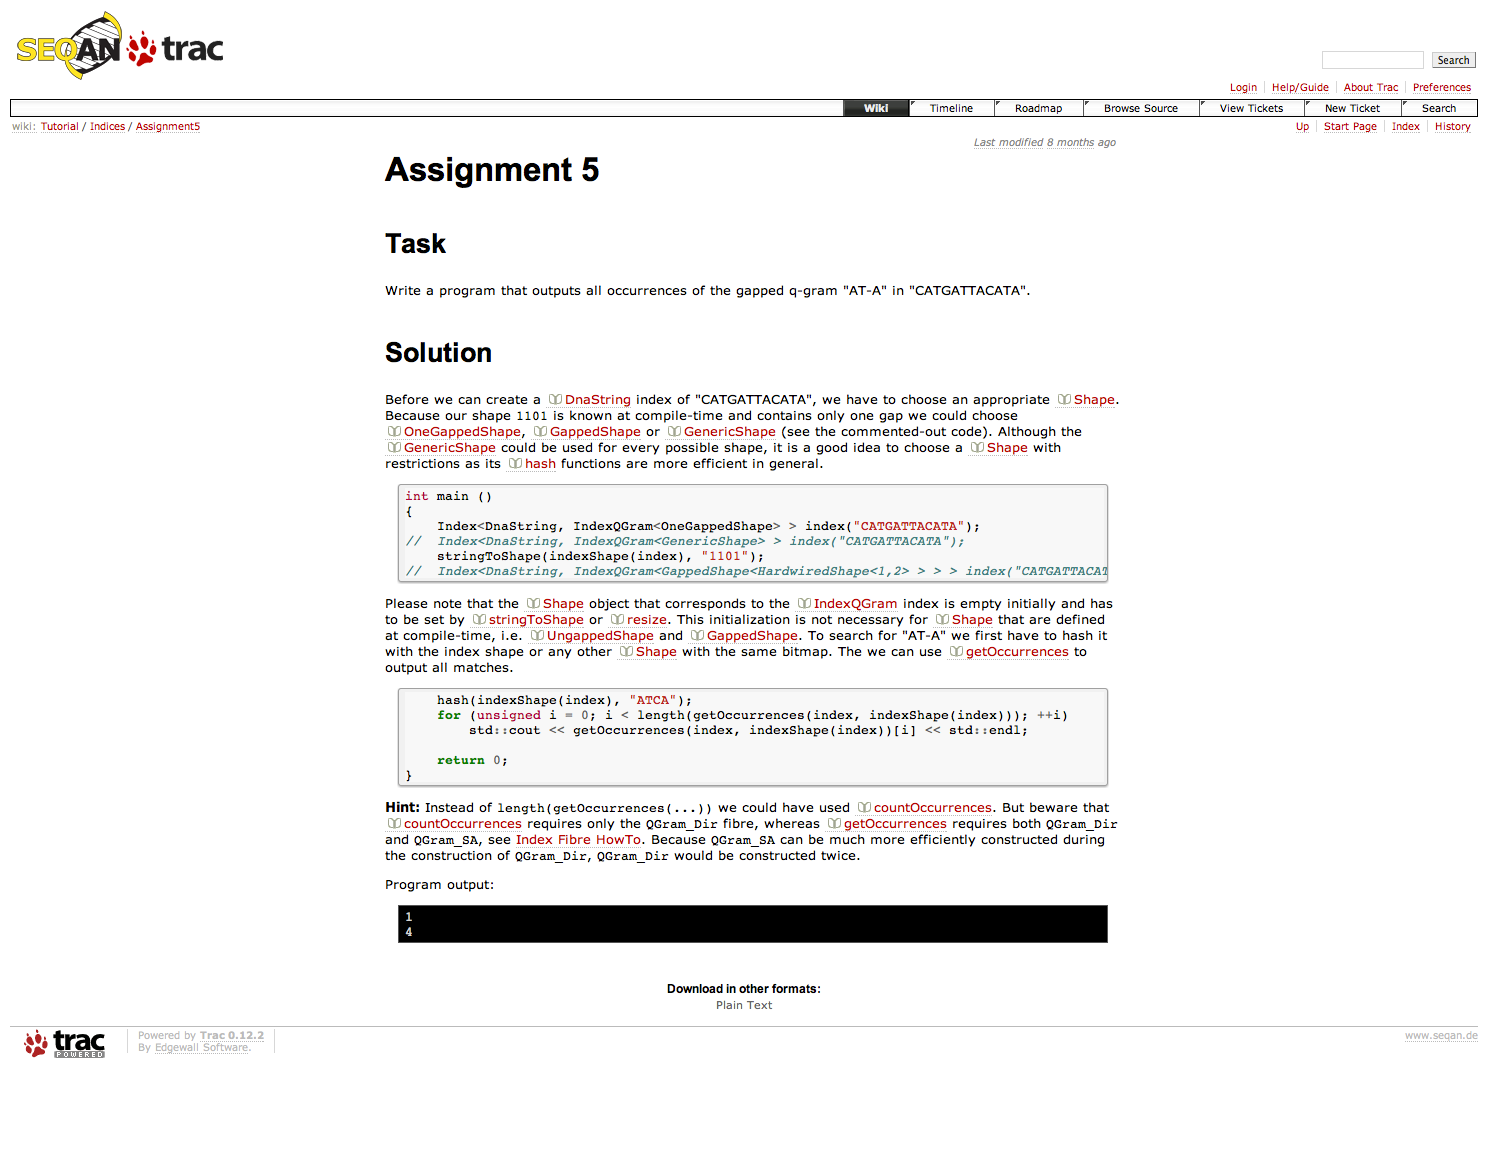 SEQAN trac
Search
Login Help/Guide About Trac Preferences
Wiki Timeline Roadmap Browse Source View Tickets New Ticket Search
wiki: Tutorial / Indices / Assignment5
Up Start Page Index History
Last modified 8 months ago
Assignment 5
Task
Write a program that outputs all occurrences of the gapped q-gram "AT-A" in "CATGATTACATA".
Solution
Before we can create a DnaString index of "CATGATTACATA", we have to choose an appropriate Shape.
Because our shape 1101 is known at compile-time and contains only one gap we could choose
OneGappedShape, GappedShape or GenericShape (see the commented-out code). Although the
GenericShape could be used for every possible shape, it is a good idea to choose a Shape with
restrictions as its hash functions are more efficient in general.
int main ()
{
    Index<DnaString, IndexQGram<OneGappedShape> > index("CATGATTACATA");
//  Index<DnaString, IndexQGram<GenericShape> > index("CATGATTACATA");
    stringToShape(indexShape(index), "1101");
//  Index<DnaString, IndexQGram<GappedShape<HardwiredShape<1,2> > > > index("CATGATTACAT
Please note that the Shape object that corresponds to the IndexQGram index is empty initially and has
to be set by stringToShape or resize. This initialization is not necessary for Shape that are defined
at compile-time, i.e. UngappedShape and GappedShape. To search for "AT-A" we first have to hash it
with the index shape or any other Shape with the same bitmap. The we can use getOccurrences to
output all matches.
    hash(indexShape(index), "ATCA");
    for (unsigned i = 0; i < length(getOccurrences(index, indexShape(index))); ++i)
        std::cout << getOccurrences(index, indexShape(index))[i] << std::endl;
    return 0;
}
Hint: Instead of length(getOccurrences(...)) we could have used countOccurrences. But beware that
countOccurrences requires only the QGram_Dir fibre, whereas getOccurrences requires both QGram_Dir
and QGram_SA, see Index Fibre HowTo. Because QGram_SA can be much more efficiently constructed during
the construction of QGram_Dir, QGram_Dir would be constructed twice.
Program output:
1
4
Download in other formats:
Plain Text
trac POWERED
Powered by Trac 0.12.2
By Edgewall Software.
www.seqan.de